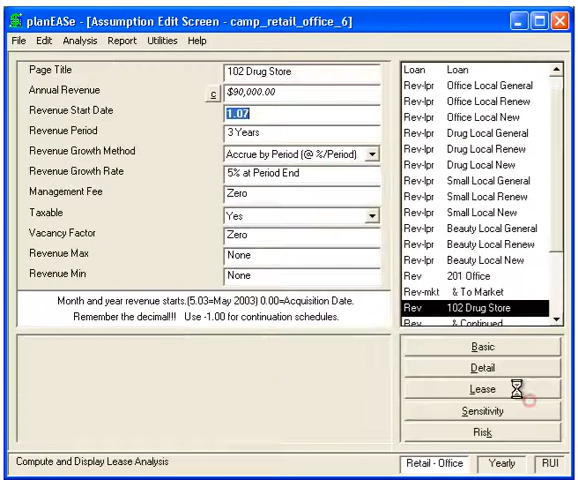 planEASe - [Assumption Edit Screen - camp_retail_office_6]
File Edit Analysis Report Utilities Help
Page Title 102 Drug Store
Annual Revenue c $90,000.00
Revenue Start Date 1.07
Revenue Period 3 Years
Revenue Growth Method Accrue by Period (@ %/Period)
Revenue Growth Rate 5% at Period End
Management Fee Zero
Taxable Yes
Vacancy Factor Zero
Revenue Max None
Revenue Min None
Month and year revenue starts.(5.03=May 2003) 0.00=Acquisition Date.
Remember the decimal!!! Use -1.00 for continuation schedules.
Loan Loan
Rev-lpr Office Local General
Rev-lpr Office Local Renew
Rev-lpr Office Local New
Rev-lpr Drug Local General
Rev-lpr Drug Local Renew
Rev-lpr Drug Local New
Rev-lpr Small Local General
Rev-lpr Small Local Renew
Rev-lpr Small Local New
Rev-lpr Beauty Local General
Rev-lpr Beauty Local Renew
Rev-lpr Beauty Local New
Rev 201 Office
Rev-mkt & To Market
Rev 102 Drug Store
Rev & Continued
Basic
Detail
Lease
Sensitivity
Risk
Compute and Display Lease Analysis
Retail - Office Yearly RUI